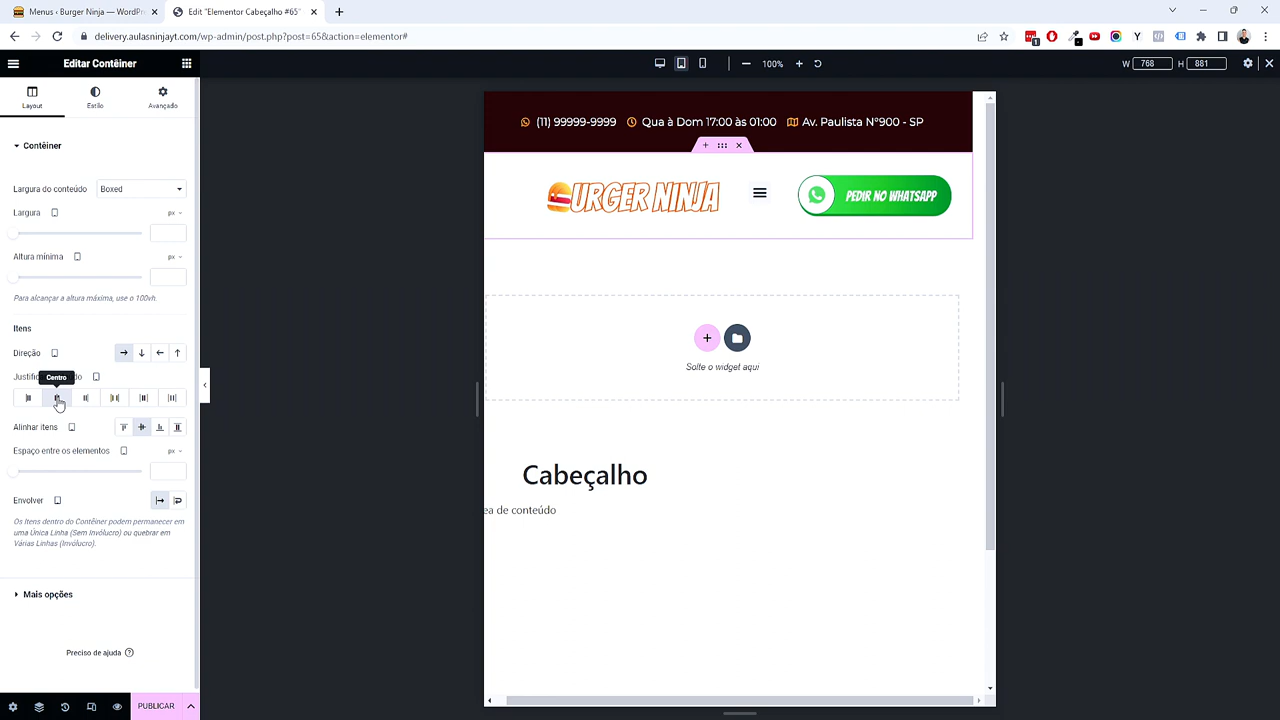 Menus ‹ Burger Ninja — WordPr
Edit "Elementor Cabeçalho #65"
delivery.aulasninjayt.com/wp-admin/post.php?post=65&action=elementor#
Editar Contêiner
100%
W 768 H 881
Layout
Estilo
Avançado
Contêiner
Largura do conteúdo
Boxed
Largura
px
Altura mínima
px
Para alcançar a altura máxima, use o 100vh.
Itens
Direção
Centro
Alinhar itens
Espaço entre os elementos
px
Envolver
Os Itens dentro do Contêiner podem permanecer em
uma Única Linha (Sem Invólucro) ou quebrar em
Várias Linhas (Invólucro).
Mais opções
Preciso de ajuda
PUBLICAR
(11) 99999-9999
Qua à Dom 17:00 às 01:00
Av. Paulista N°900 - SP
URGER NINJA
PEDIR NO WHATSAPP
Solte o widget aqui
Cabeçalho
ea de conteúdo